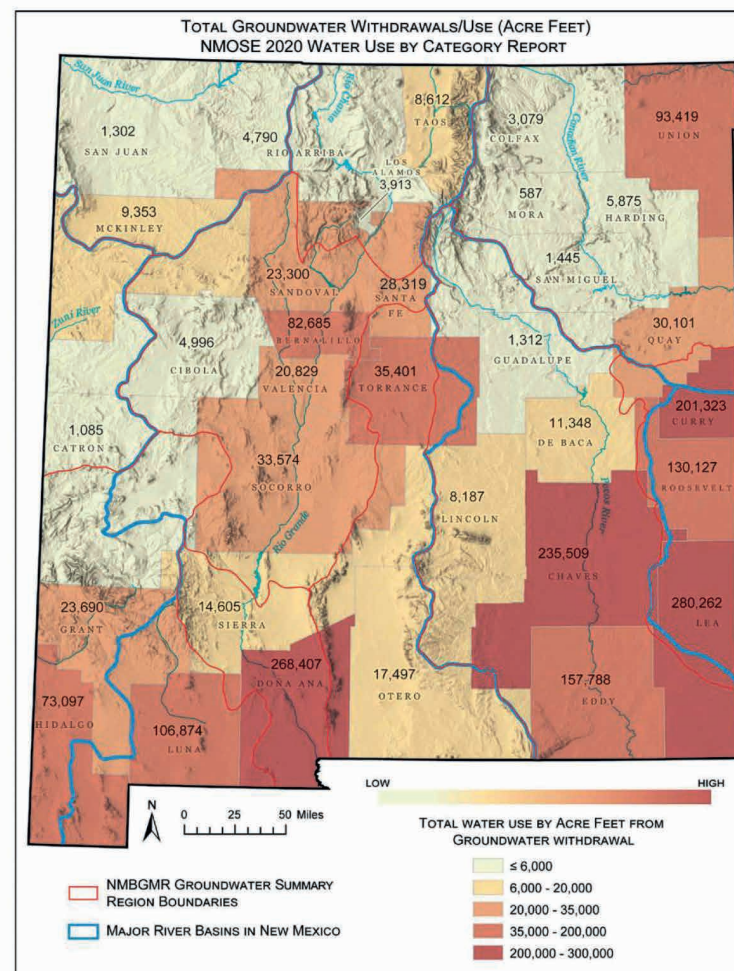 TOTAL GROUNDWATER WITHDRAWALS/USE (ACRE FEET)
NMOSE 2020 WATER USE BY CATEGORY REPORT
San Juan River
Rio Chama
Canadian River
8,612
TAOS
3,079
COLFAX
93,419
UNION
1,302
SAN JUAN
4,790
RIO ARRIBA
LOS
ALAMOS
3,913
587
MORA
5,875
HARDING
9,353
MCKINLEY
1,445
SAN MIGUEL
23,300
SANDOVAL
28,319
SANTA
FE
Zuni River
82,685
BERNALILLO
30,101
QUAY
4,996
CIBOLA
20,829
VALENCIA
35,401
TORRANCE
1,312
GUADALUPE
201,323
CURRY
1,085
CATRON
11,348
DE BACA
33,574
SOCORRO
130,127
ROOSEVELT
8,187
LINCOLN
Rio Grande
Pecos River
235,509
CHAVES
280,262
LEA
23,690
GRANT
14,605
SIERRA
268,407
DOÑA ANA
17,497
OTERO
157,788
EDDY
73,097
HIDALGO
106,874
LUNA
N
0 25 50 Miles
LOW HIGH
TOTAL WATER USE BY ACRE FEET FROM
GROUNDWATER WITHDRAWAL
≤ 6,000
6,000 - 20,000
20,000 - 35,000
35,000 - 200,000
200,000 - 300,000
NMBGMR GROUNDWATER SUMMARY
REGION BOUNDARIES
MAJOR RIVER BASINS IN NEW MEXICO